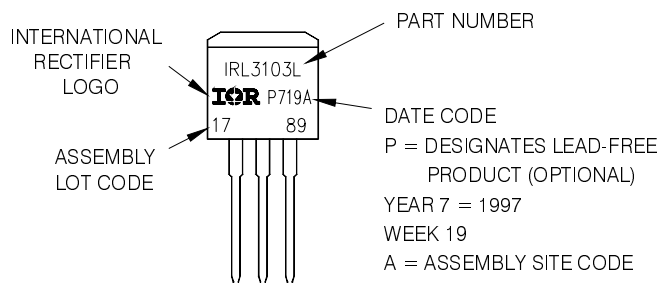 PART NUMBER
INTERNATIONAL
RECTIFIER
LOGO
IRL3103L
IOR P719A
17 89
ASSEMBLY
LOT CODE
DATE CODE
P = DESIGNATES LEAD-FREE
PRODUCT (OPTIONAL)
YEAR 7 = 1997
WEEK 19
A = ASSEMBLY SITE CODE